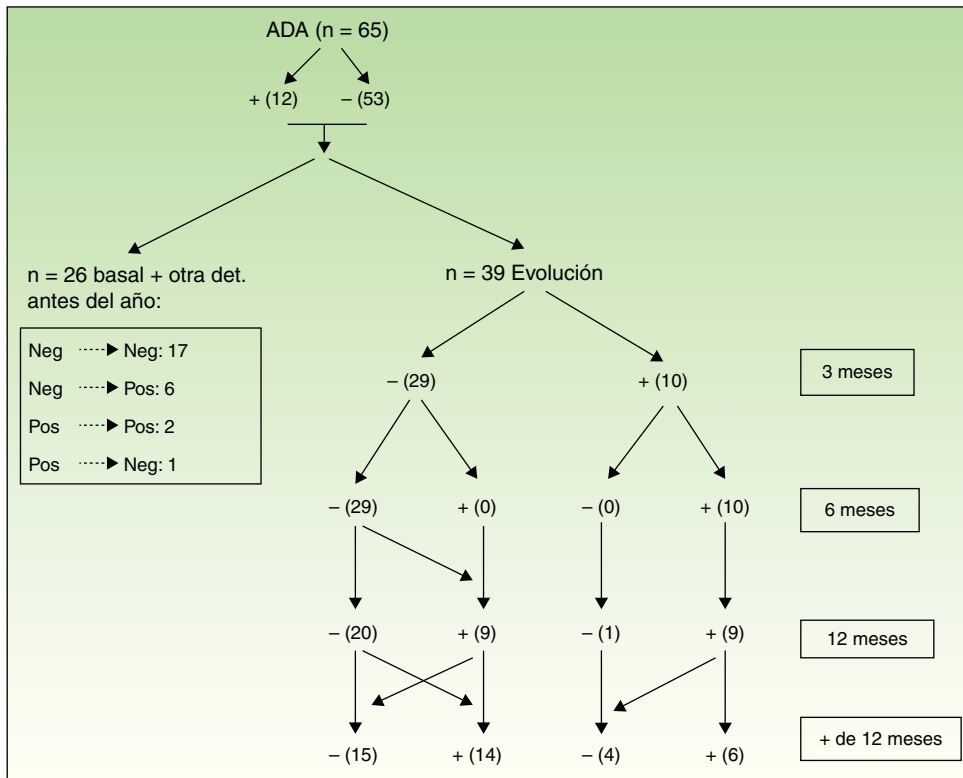 ADA (n = 65)
+ (12) – (53)
n = 26 basal + otra det.
antes del año:
Neg Neg: 17
Neg Pos: 6
Pos Pos: 2
Pos Neg: 1
n = 39 Evolución
– (29) + (10) 3 meses
– (29) + (0) – (0) + (10) 6 meses
– (20) + (9) – (1) + (9) 12 meses
– (15) + (14) – (4) + (6) + de 12 meses